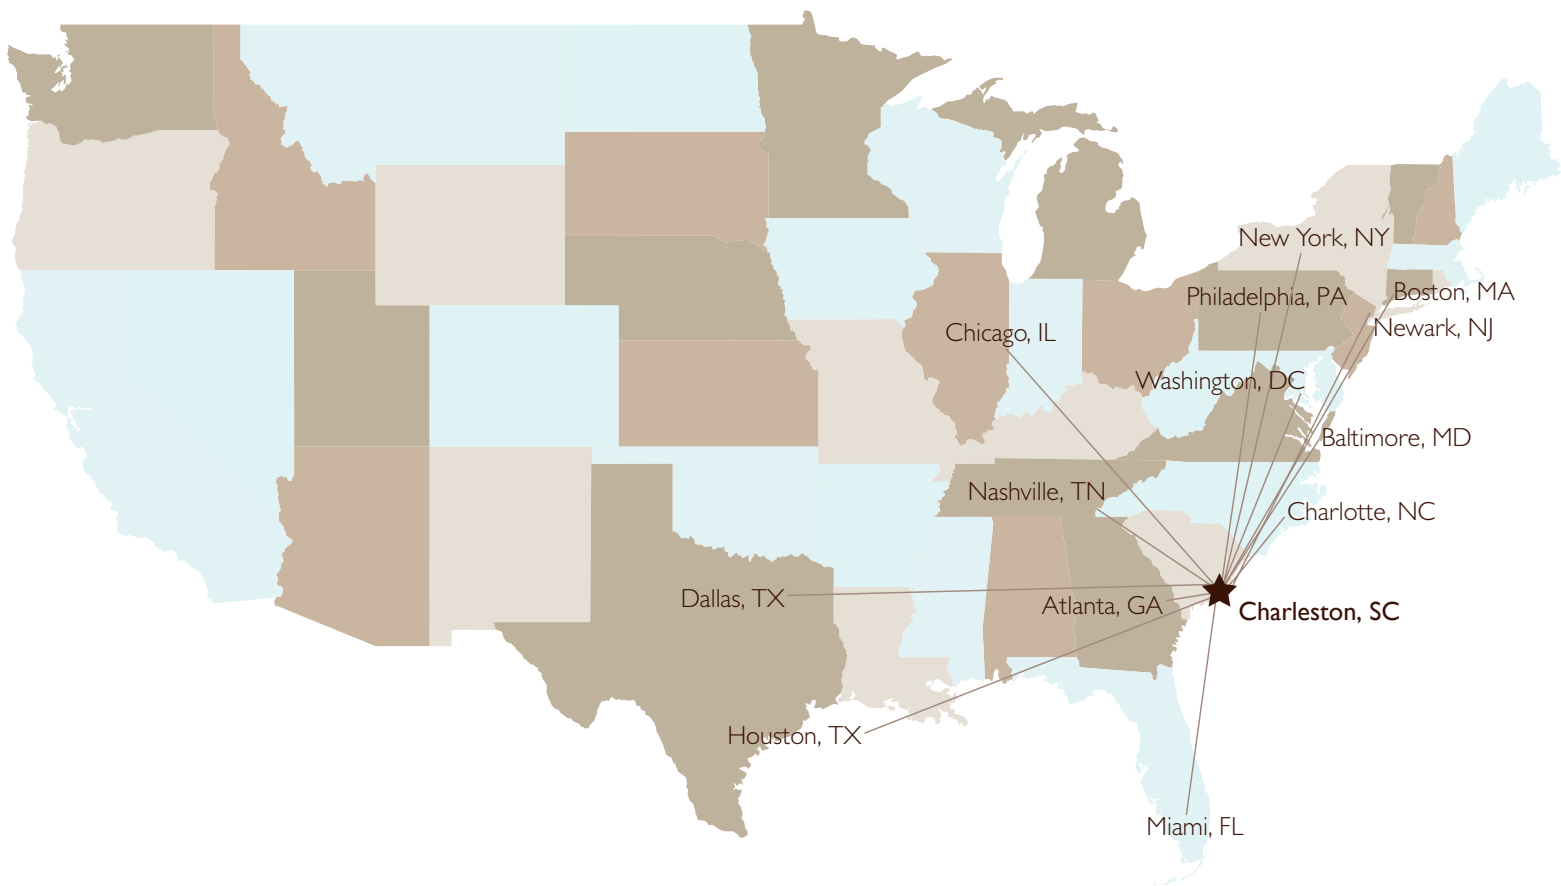 New York, NY
Philadelphia, PA
Boston, MA
Newark, NJ
Chicago, IL
Washington, DC
Baltimore, MD
Nashville, TN
Charlotte, NC
Dallas, TX
Atlanta, GA
Charleston, SC
Houston, TX
Miami, FL